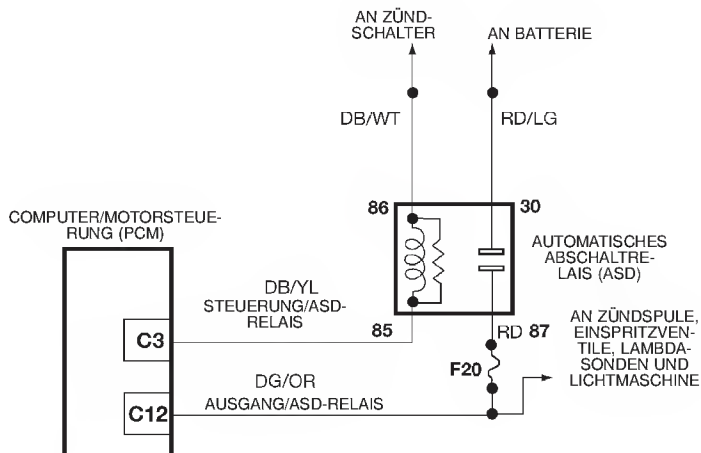 AN ZÜND-
SCHALTER
AN BATTERIE
DB/WT
RD/LG
86
30
COMPUTER/MOTORSTEUE-
RUNG (PCM)
AUTOMATISCHES
ABSCHALTRE-
LAIS (ASD)
DB/YL
STEUERUNG/ASD-
RELAIS
85
RD 87
C3
F20
AN ZÜNDSPULE,
EINSPRITZVEN-
TILE, LAMBDA-
SONDEN UND
LICHTMASCHINE
DG/OR
C12
AUSGANG/ASD-RELAIS